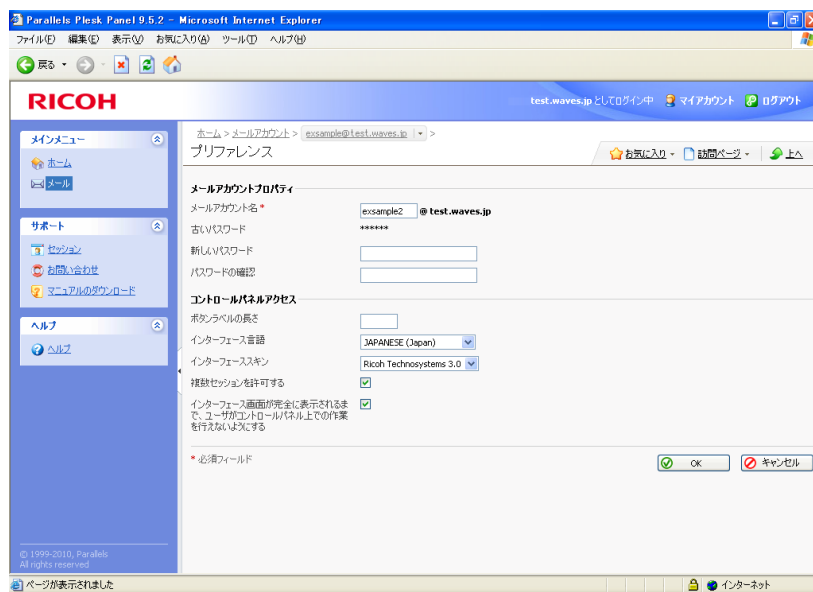 Parallels Plesk Panel 9.5.2 - Microsoft Internet Explorer
ファイル(F) 編集(E) 表示(V) お気に入り(A) ツール(T) ヘルプ(H)
戻る
RICOH
test.waves.jp としてログイン中 マイアカウント ログアウト
メインメニュー
ホーム
メール
サポート
セッション
お問い合わせ
マニュアルのダウンロード
ヘルプ
ヘルプ
ホーム > メールアカウント > exsample@test.waves.jp >
プリファレンス
お気に入り 訪問ページ 上へ
メールアカウントプロパティ
メールアカウント名 * exsample2 @ test.waves.jp
古いパスワード ******
新しいパスワード
パスワードの確認
コントロールパネルアクセス
ボタンラベルの長さ
インターフェース言語 JAPANESE (Japan)
インターフェーススキン Ricoh Technosystems 3.0
複数セッションを許可する
インターフェース画面が完全に表示されるま
で、ユーザがコントロールパネル上での作業
を行えないようにする
* 必須フィールド OK キャンセル
© 1999-2010, Parallels
All rights reserved
ページが表示されました インターネット